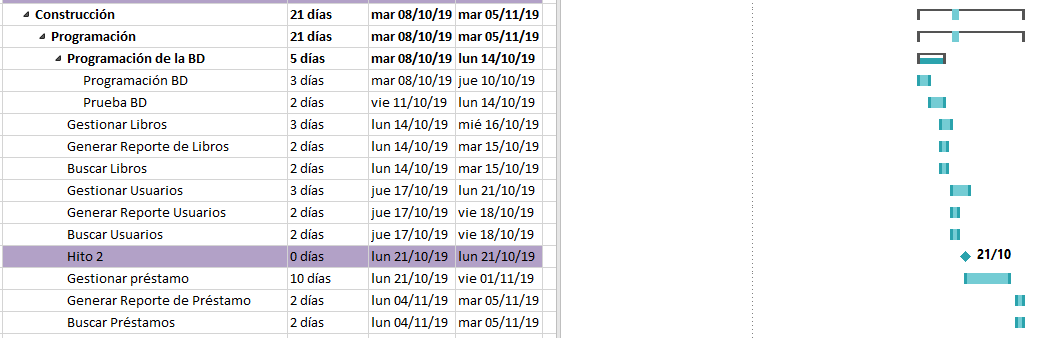 Construcción 21 días mar 08/10/19 mar 05/11/19
Programación 21 días mar 08/10/19 mar 05/11/19
Programación de la BD 5 días mar 08/10/19 lun 14/10/19
Programación BD 3 días mar 08/10/19 jue 10/10/19
Prueba BD 2 días vie 11/10/19 lun 14/10/19
Gestionar Libros 3 días lun 14/10/19 mié 16/10/19
Generar Reporte de Libros 2 días lun 14/10/19 mar 15/10/19
Buscar Libros 2 días lun 14/10/19 mar 15/10/19
Gestionar Usuarios 3 días jue 17/10/19 lun 21/10/19
Generar Reporte Usuarios 2 días jue 17/10/19 vie 18/10/19
Buscar Usuarios 2 días jue 17/10/19 vie 18/10/19
Hito 2 0 días lun 21/10/19 lun 21/10/19 21/10
Gestionar préstamo 10 días lun 21/10/19 vie 01/11/19
Generar Reporte de Préstamo 2 días lun 04/11/19 mar 05/11/19
Buscar Préstamos 2 días lun 04/11/19 mar 05/11/19